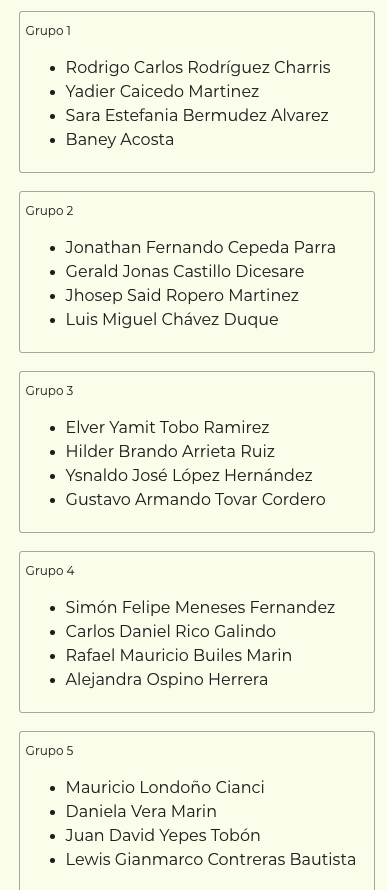 Grupo 1
Rodrigo Carlos Rodríguez Charris
Yadier Caicedo Martinez
Sara Estefania Bermudez Alvarez
Baney Acosta
Grupo 2
Jonathan Fernando Cepeda Parra
Gerald Jonas Castillo Dicesare
Jhosep Said Ropero Martinez
Luis Miguel Chávez Duque
Grupo 3
Elver Yamit Tobo Ramirez
Hilder Brando Arrieta Ruiz
Ysnaldo José López Hernández
Gustavo Armando Tovar Cordero
Grupo 4
Simón Felipe Meneses Fernandez
Carlos Daniel Rico Galindo
Rafael Mauricio Builes Marin
Alejandra Ospino Herrera
Grupo 5
Mauricio Londoño Cianci
Daniela Vera Marin
Juan David Yepes Tobón
Lewis Gianmarco Contreras Bautista